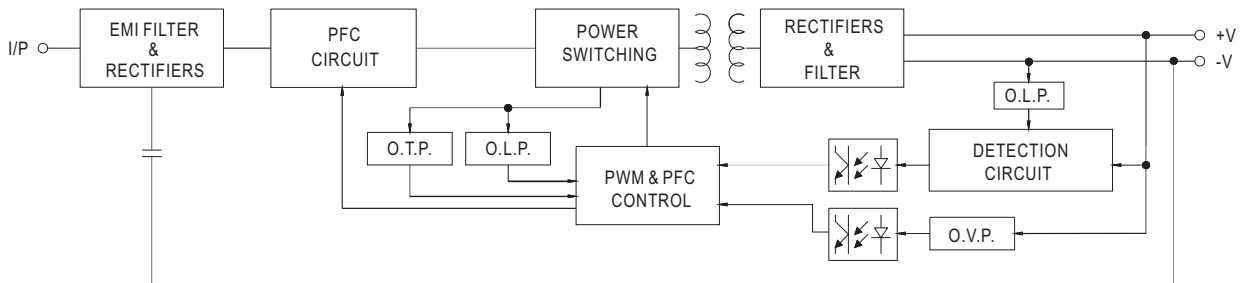 I/P
EMI FILTER
&
RECTIFIERS
PFC
CIRCUIT
POWER
SWITCHING
RECTIFIERS
&
FILTER
+V
-V
O.L.P.
O.T.P.
O.L.P.
PWM & PFC
CONTROL
DETECTION
CIRCUIT
O.V.P.